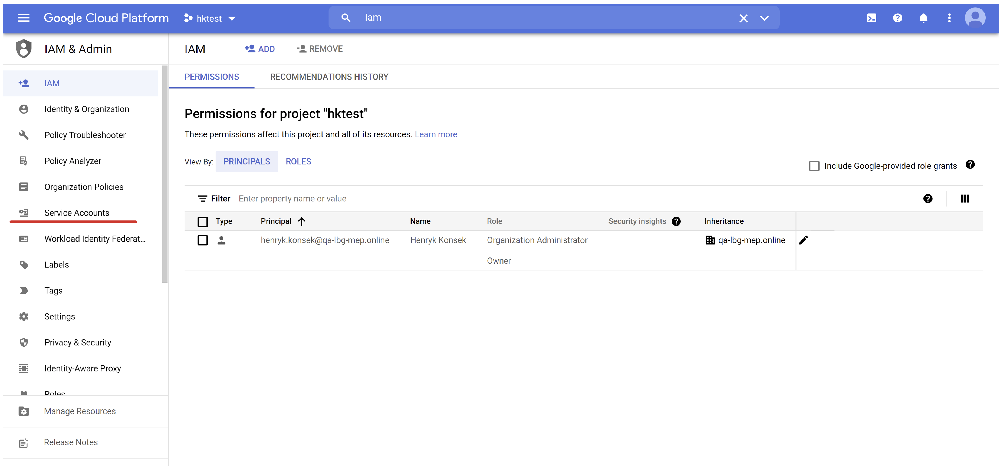 Google Cloud Platform hktest iam
IAM & Admin
IAM ADD REMOVE
IAM
Identity & Organization
Policy Troubleshooter
Policy Analyzer
Organization Policies
Service Accounts
Workload Identity Federat...
Labels
Tags
Settings
Privacy & Security
Identity-Aware Proxy
Roles
Manage Resources
Release Notes
PERMISSIONS RECOMMENDATIONS HISTORY
Permissions for project "hktest"
These permissions affect this project and all of its resources. Learn more
View By: PRINCIPALS ROLES
Include Google-provided role grants
Filter Enter property name or value
Type Principal Name Role Security insights Inheritance
henryk.konsek@qa-lbg-mep.online Henryk Konsek Organization Administrator qa-lbg-mep.online
Owner